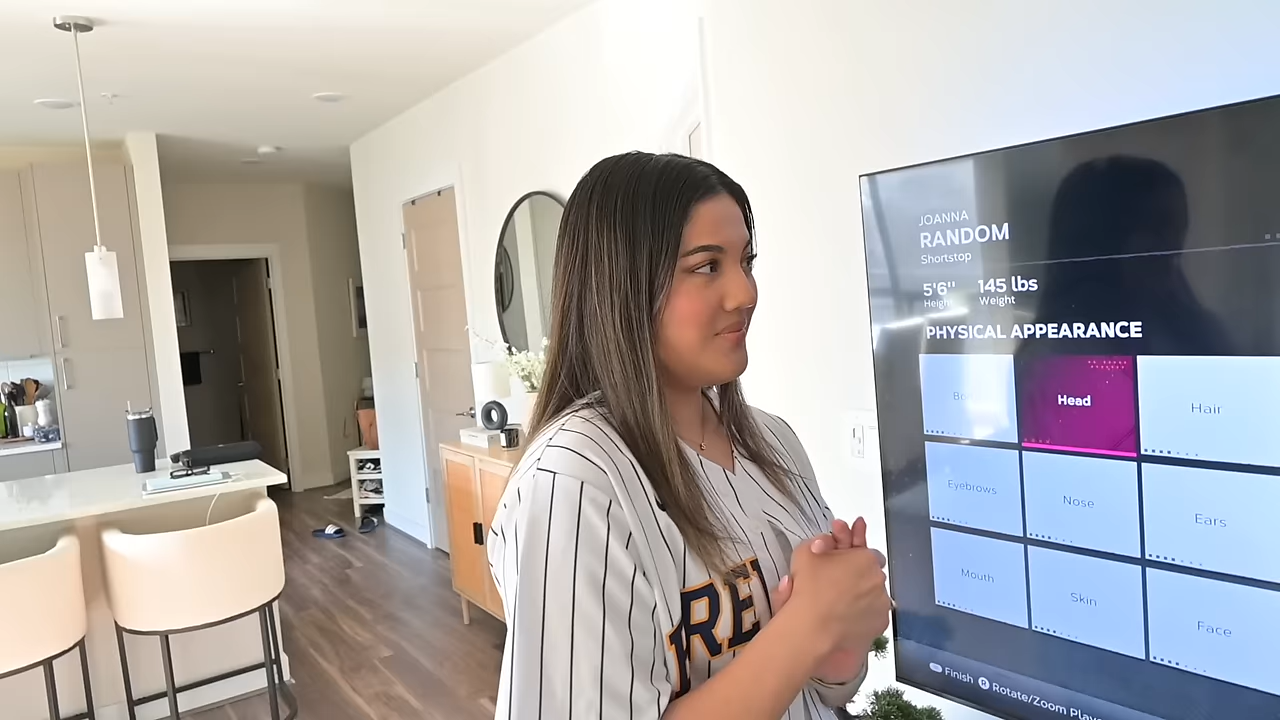 JOANNA
RANDOM
Shortstop
5'6" 145 lbs
Height Weight
PHYSICAL APPEARANCE
Head
Hair
Eyebrows
Nose
Ears
Mouth
Skin
Face
Finish R Rotate/Zoom